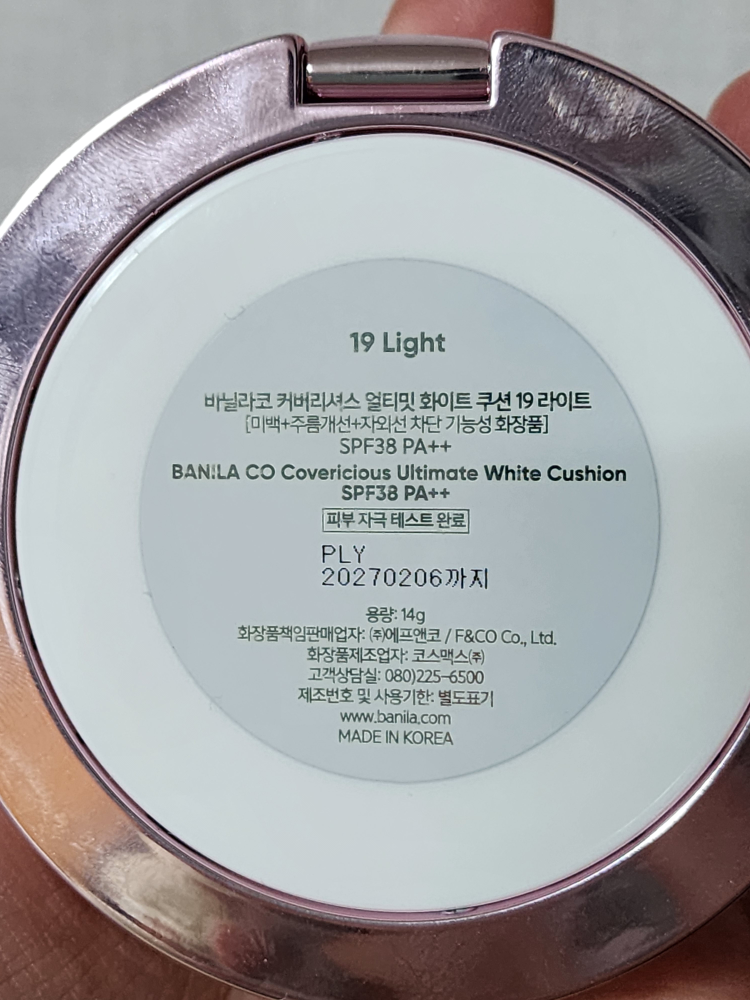 19 Light
바닐라코 커버리셔스 얼티밋 화이트 쿠션 19 라이트
[미백+주름개선+자외선 차단 기능성 화장품]
SPF38 PA++
BANILA CO Covericious Ultimate White Cushion
SPF38 PA++
피부 자극 테스트 완료
PLY
20270206까지
용량: 14g
화장품책임판매업자: ㈜에프앤코 / F&CO Co., Ltd.
화장품제조업자: 코스맥스㈜
고객상담실: 080)225-6500
제조번호 및 사용기한: 별도표기
www.banila.com
MADE IN KOREA